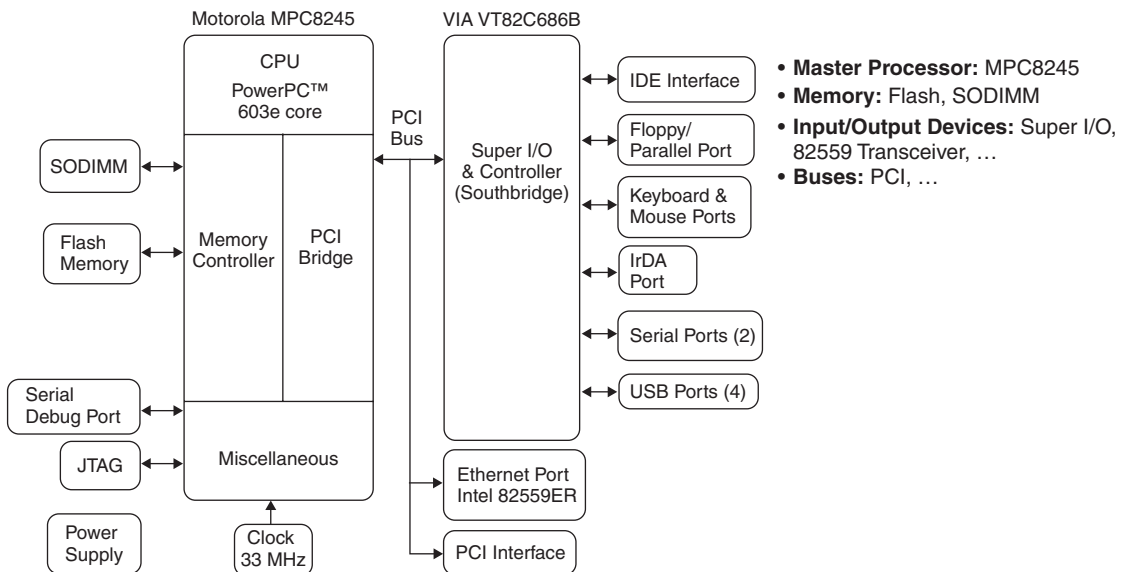 Motorola MPC8245
VIA VT82C686B
CPU
PowerPC™
603e core
PCI
Bus
SODIMM
Flash
Memory
Memory
Controller
PCI
Bridge
Super I/O
& Controller
(Southbridge)
IDE Interface
Floppy/
Parallel Port
Keyboard &
Mouse Ports
IrDA
Port
Serial Ports (2)
USB Ports (4)
Serial
Debug Port
JTAG
Miscellaneous
Power
Supply
Clock
33 MHz
Ethernet Port
Intel 82559ER
PCI Interface
• Master Processor: MPC8245
• Memory: Flash, SODIMM
• Input/Output Devices: Super I/O,
82559 Transceiver, …
• Buses: PCI, …